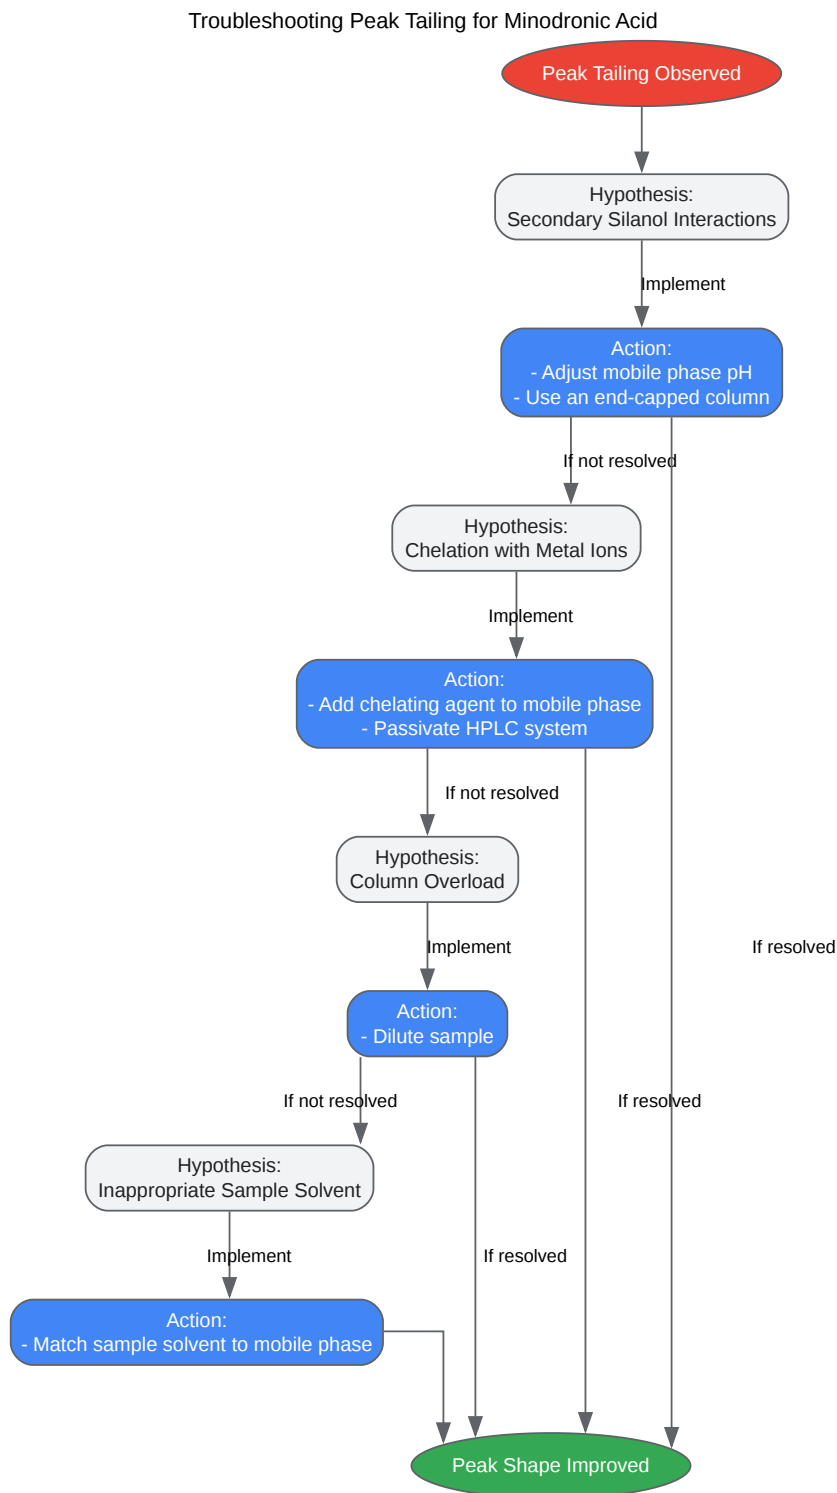 Troubleshooting Peak Tailing for Minodronic Acid
Peak Tailing Observed
Hypothesis:
Secondary Silanol Interactions
Implement
Action:
- Adjust mobile phase pH
- Use an end-capped column
If not resolved
Hypothesis:
Chelation with Metal Ions
Implement
Action:
- Add chelating agent to mobile phase
- Passivate HPLC system
If not resolved
Hypothesis:
Column Overload
Implement
If resolved
Action:
- Dilute sample
If not resolved
If resolved
Hypothesis:
Inappropriate Sample Solvent
Implement
If resolved
Action:
- Match sample solvent to mobile phase
Peak Shape Improved